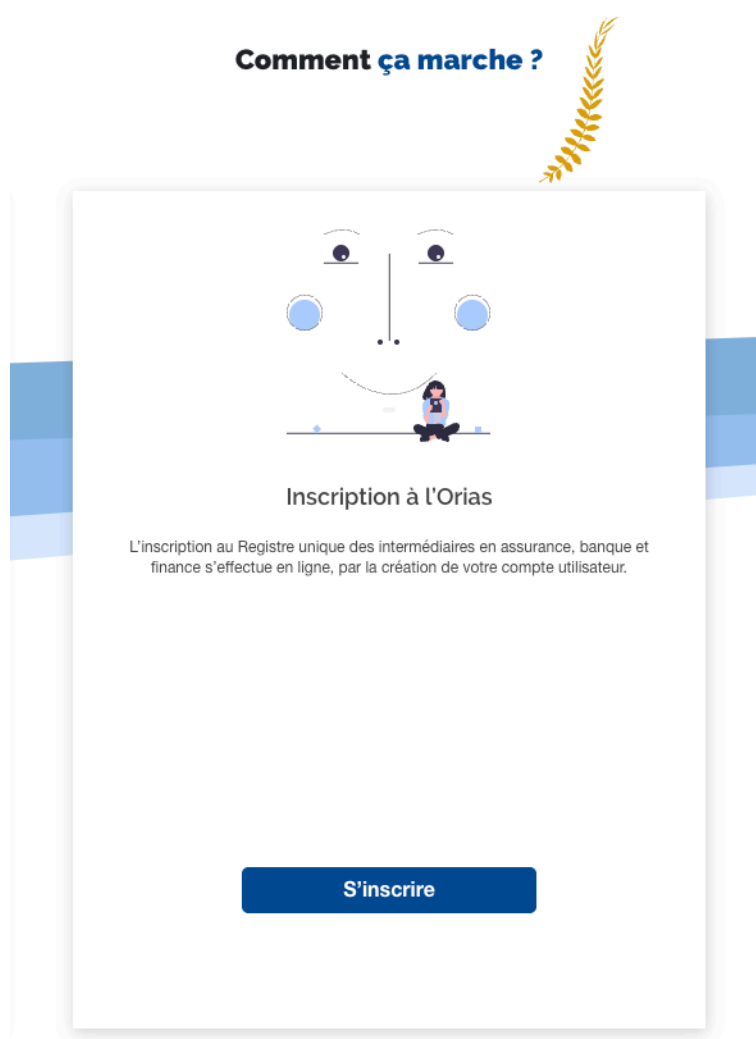 Comment ça marche ?
Inscription à l’Orias
L’inscription au Registre unique des intermédiaires en assurance, banque et
finance s’effectue en ligne, par la création de votre compte utilisateur.
S’inscrire